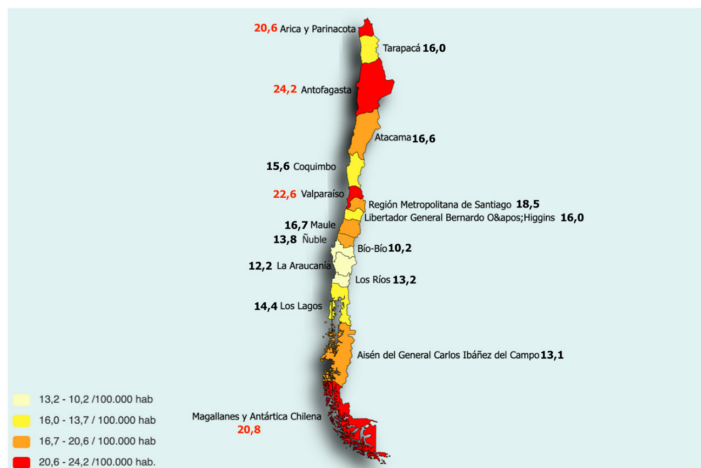 20,6 Arica y Parinacota
Tarapacá 16,0
24,2 Antofagasta
Atacama 16,6
15,6 Coquimbo
22,6 Valparaíso
Región Metropolitana de Santiago 18,5
Libertador General Bernardo O&apos;Higgins 16,0
16,7 Maule
13,8 Ñuble
Bío-Bío 10,2
12,2 La Araucanía
Los Ríos 13,2
14,4 Los Lagos
Aisén del General Carlos Ibáñez del Campo 13,1
Magallanes y Antártica Chilena
20,8
13,2 - 10,2 /100.000 hab
16,0 - 13,7 / 100.000 hab
16,7 - 20,6 / 100.000 hab
20,6 - 24,2 /100.000 hab.